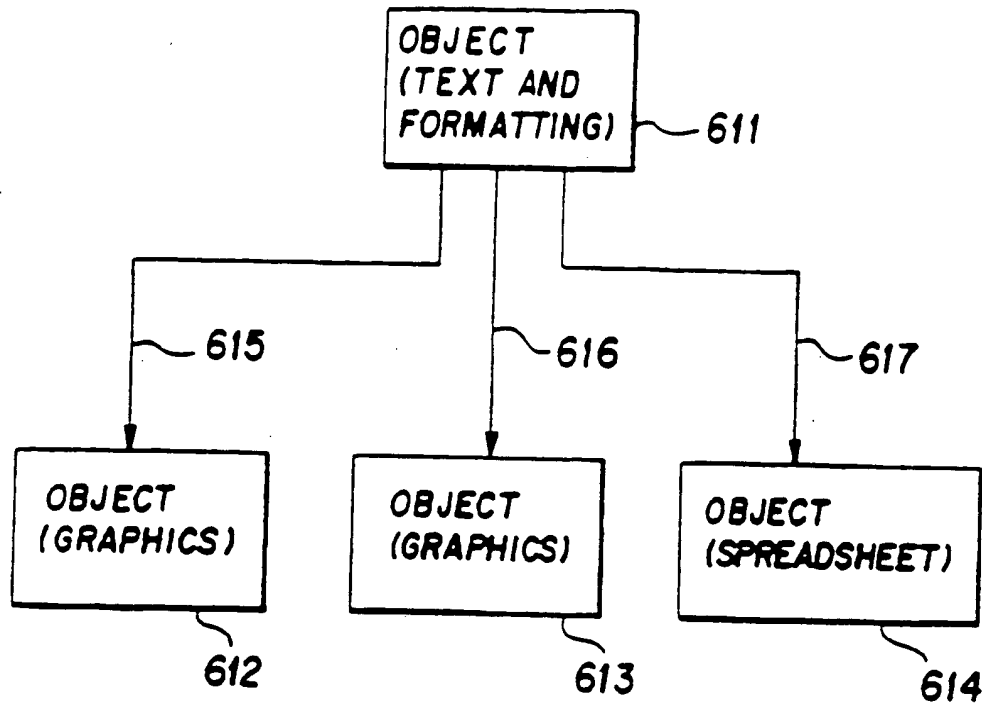 OBJECT
(TEXT AND
FORMATTING)
611
615
616
617
OBJECT
(GRAPHICS)
612
OBJECT
(GRAPHICS)
613
OBJECT
(SPREADSHEET)
614